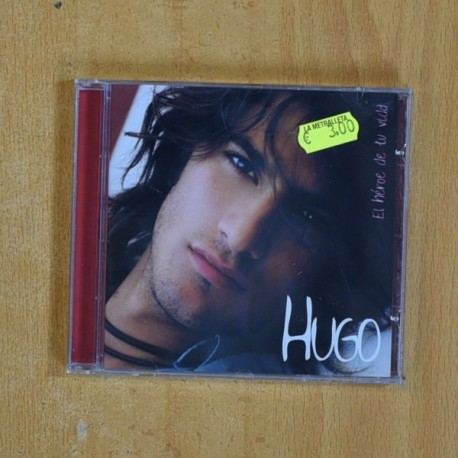 LA METRALLETA
€ 3.00
El héroe de tu vida
HUGO